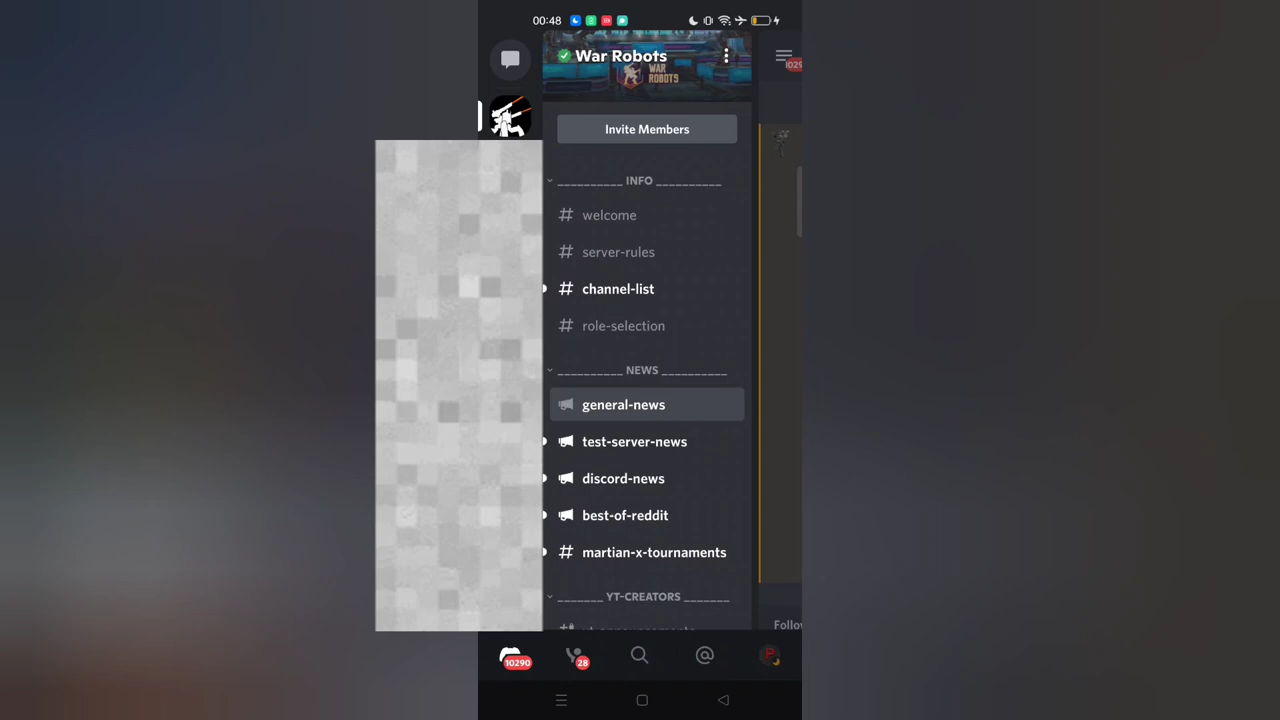 00:48
War Robots
WAR
ROBOTS
1029
Invite Members
__________ INFO __________
# welcome
# server-rules
# channel-list
# role-selection
__________ NEWS __________
general-news
test-server-news
discord-news
best-of-reddit
# martian-x-tournaments
_______ YT-CREATORS _______
Follow
10290
28
@